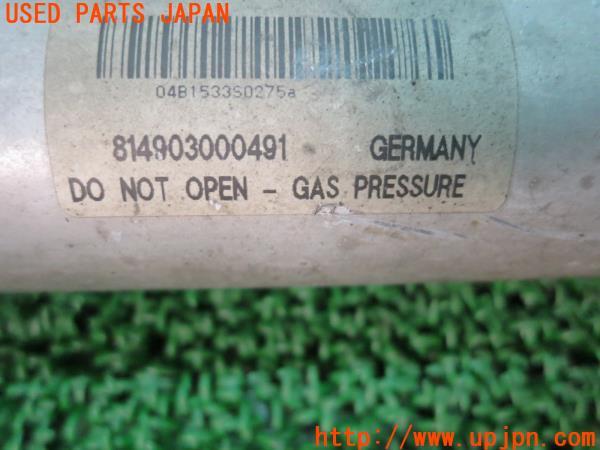 USED PARTS JAPAN
04B1533S0275a
814903000491 GERMANY
DO NOT OPEN - GAS PRESSURE
http://www.upjpn.com/